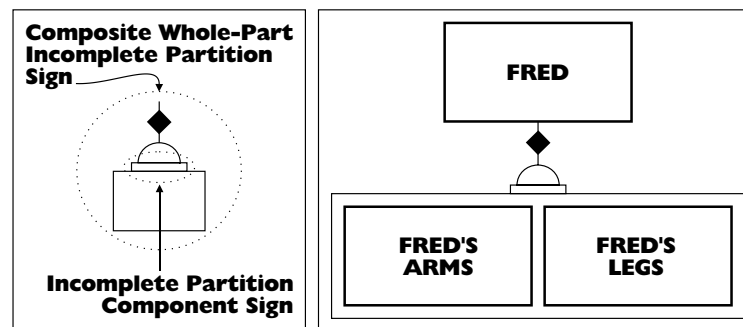 Composite Whole-Part
Incomplete Partition
Sign
Incomplete Partition
Component Sign
FRED
FRED'S
ARMS
FRED'S
LEGS